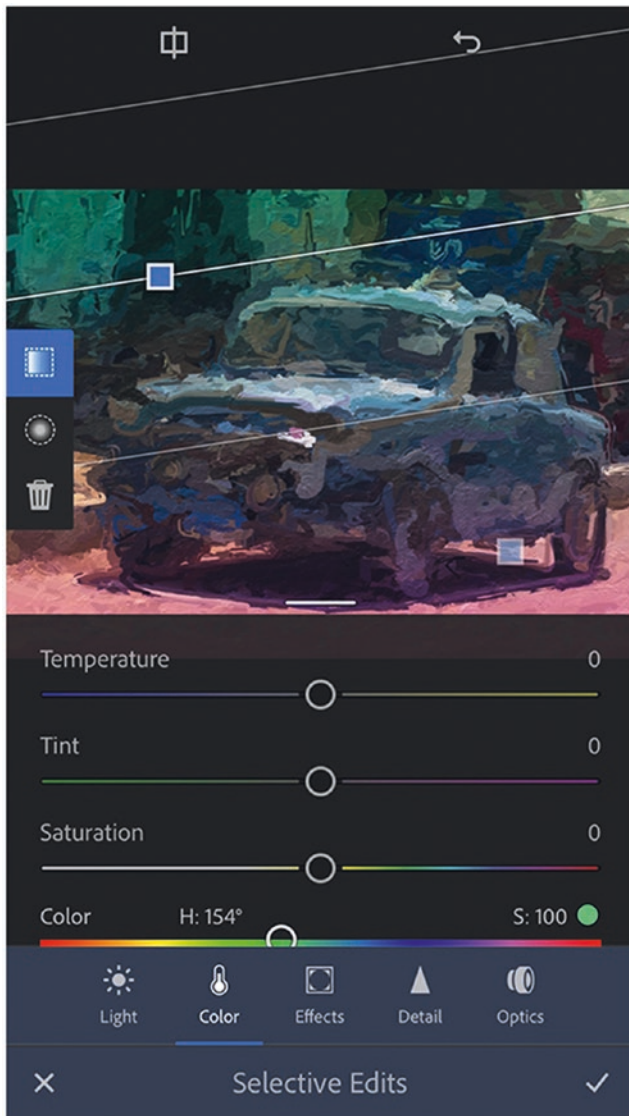 Temperature 0
Tint 0
Saturation 0
Color H: 154° S: 100
Light Color Effects Detail Optics
Selective Edits